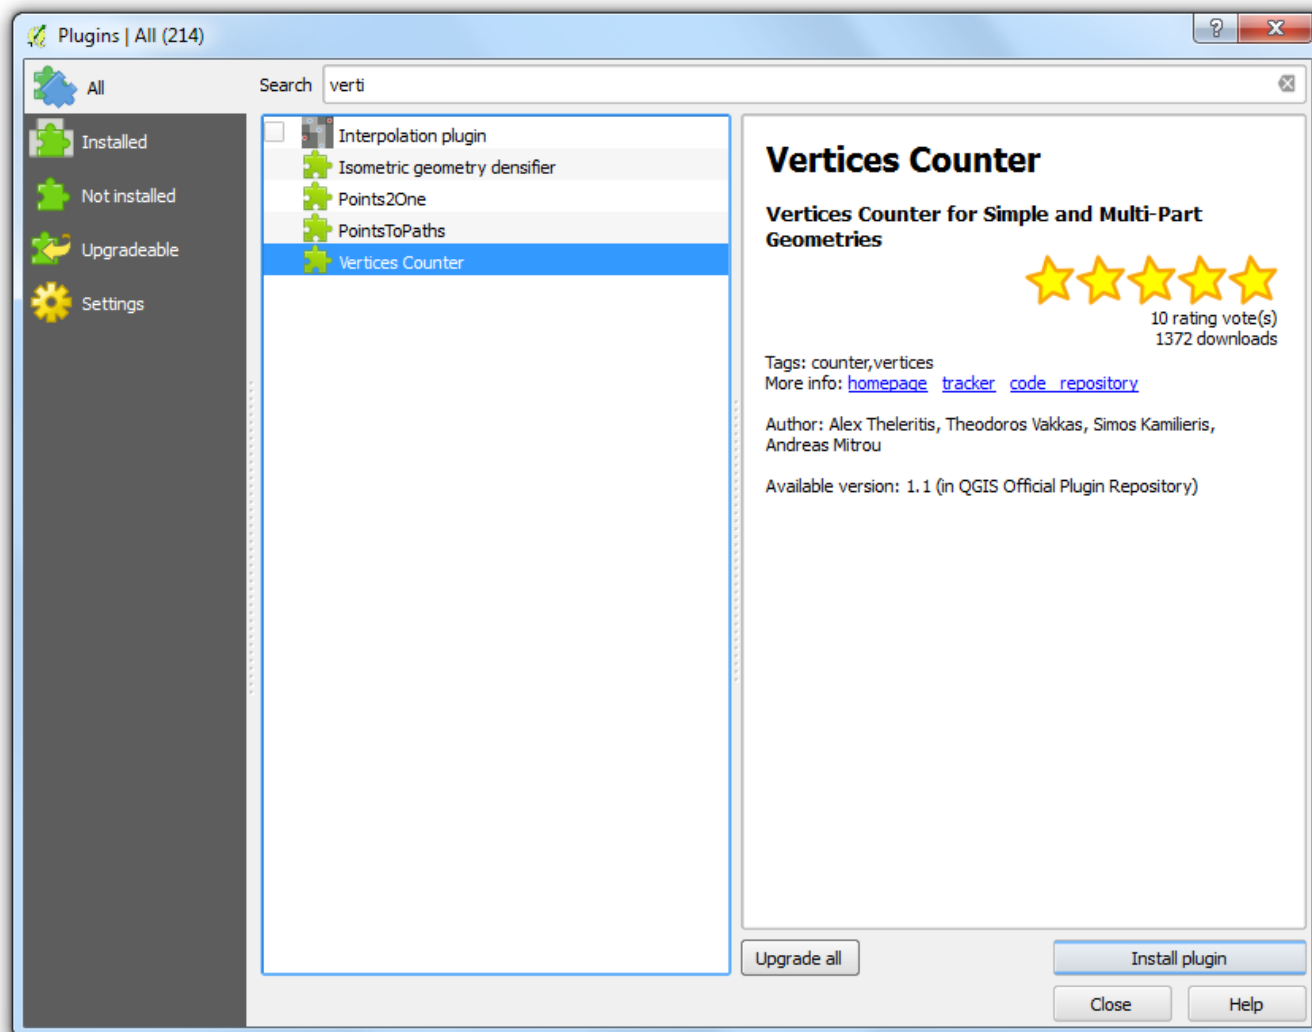 Plugins | All (214)
?
All
Installed
Not installed
Upgradeable
Settings
Search verti
Interpolation plugin
Isometric geometry densifier
Points2One
PointsToPaths
Vertices Counter
Vertices Counter
Vertices Counter for Simple and Multi-Part
Geometries
10 rating vote(s)
1372 downloads
Tags: counter,vertices
More info: homepage tracker code_repository
Author: Alex Theleritis, Theodoros Vakkas, Simos Kamilieris,
Andreas Mitrou
Available version: 1.1 (in QGIS Official Plugin Repository)
Upgrade all Install plugin
Close Help